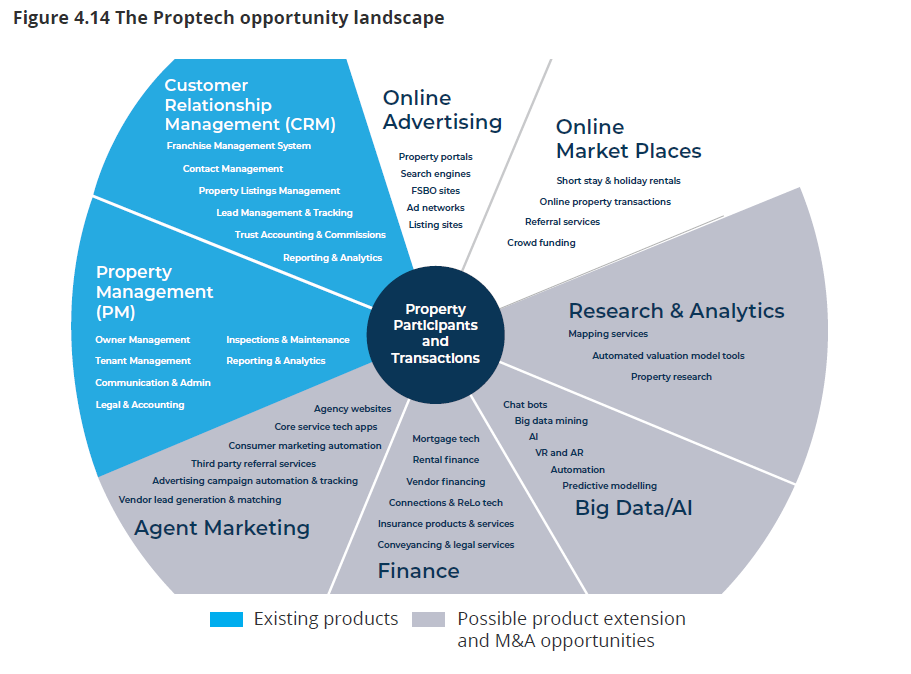 Figure 4.14 The Proptech opportunity landscape
Customer
Relationship
Management (CRM)
Franchise Management System
Contact Management
Property Listings Management
Lead Management & Tracking
Trust Accounting & Commissions
Reporting & Analytics
Online
Advertising
Property portals
Search engines
FSBO sites
Ad networks
Listing sites
Online
Market Places
Short stay & holiday rentals
Online property transactions
Referral services
Crowd funding
Property
Management
(PM)
Owner Management
Tenant Management
Communication & Admin
Legal & Accounting
Inspections & Maintenance
Reporting & Analytics
Property
Participants
and
Transactions
Research & Analytics
Mapping services
Automated valuation model tools
Property research
Agency websites
Core service tech apps
Consumer marketing automation
Third party referral services
Advertising campaign automation & tracking
Vendor lead generation & matching
Agent Marketing
Mortgage tech
Rental finance
Vendor financing
Connections & ReLo tech
Insurance products & services
Conveyancing & legal services
Finance
Chat bots
Big data mining
AI
VR and AR
Automation
Predictive modelling
Big Data/AI
Existing products
Possible product extension
and M&A opportunities